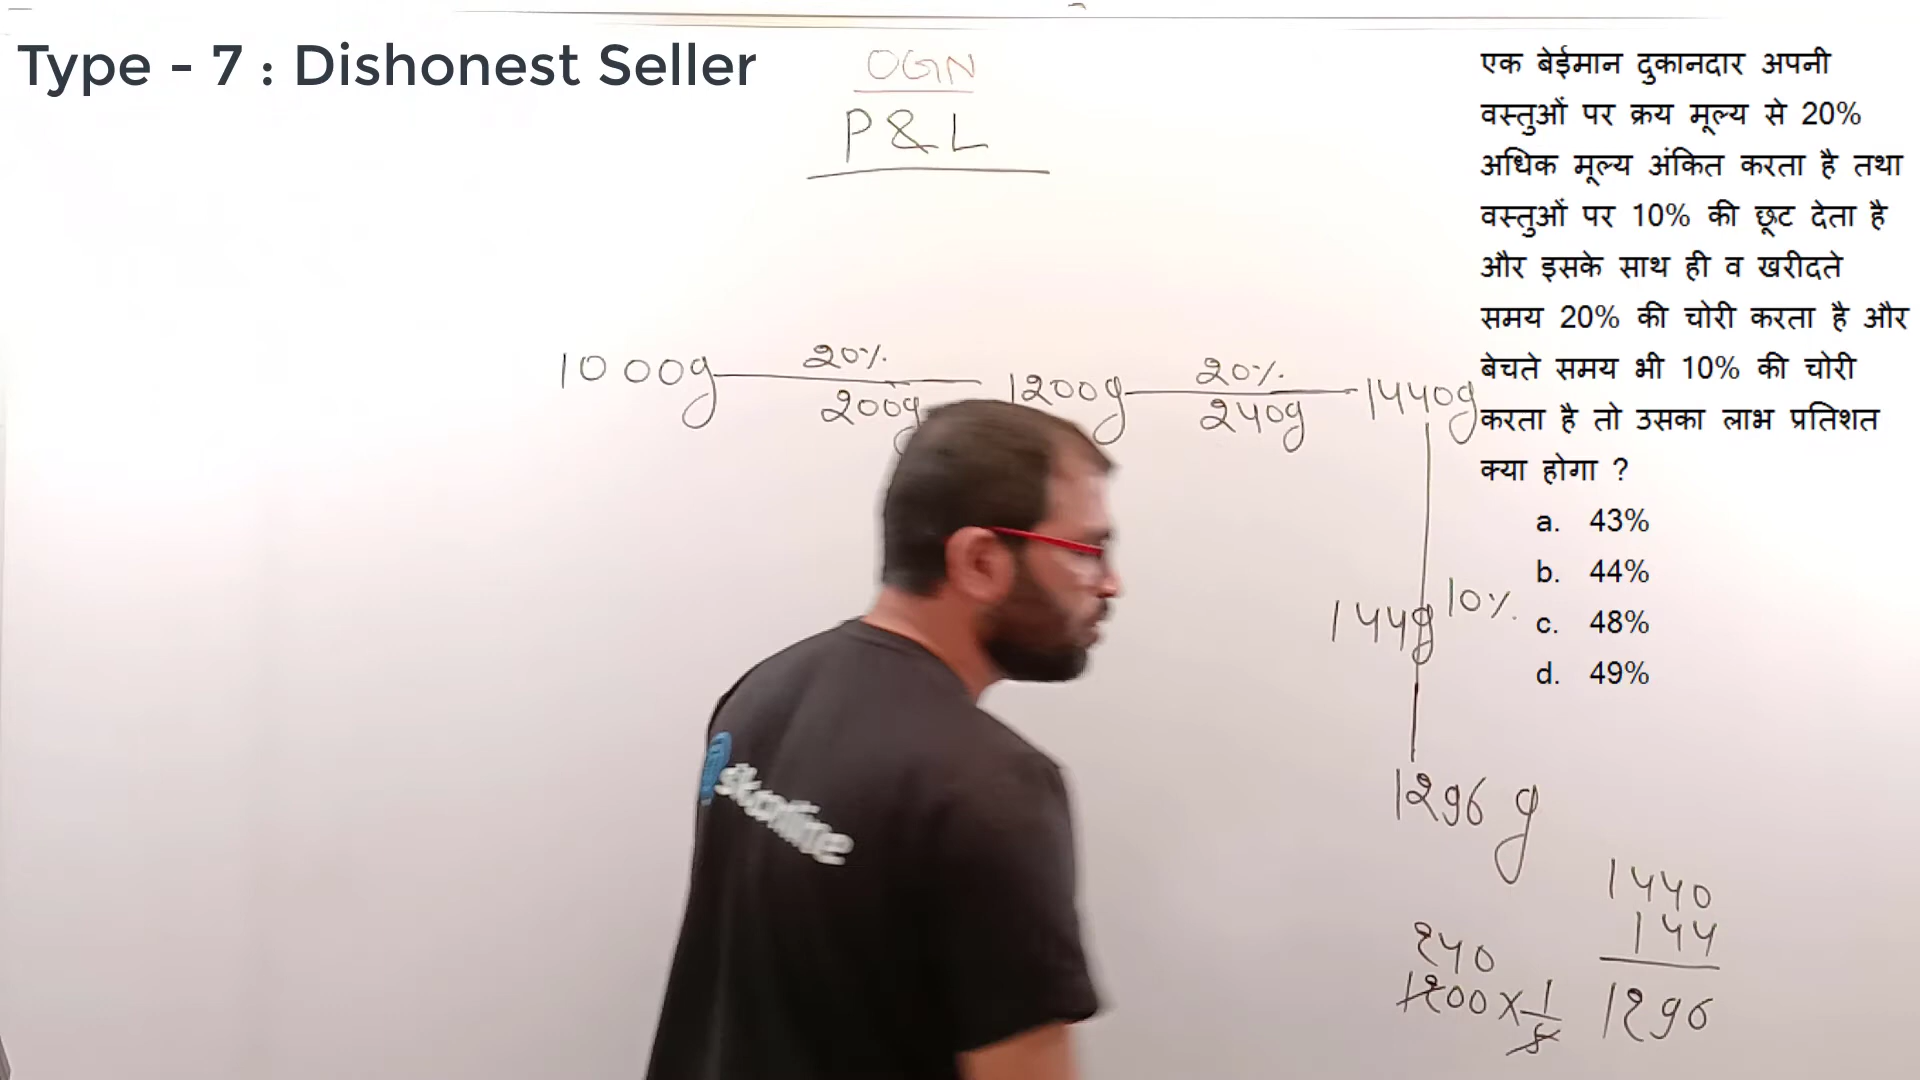 Type - 7 : Dishonest Seller
OGN
P & L
एक बेईमान दुकानदार अपनी
वस्तुओं पर क्रय मूल्य से 20%
अधिक मूल्य अंकित करता है तथा
वस्तुओं पर 10% की छूट देता है
और इसके साथ ही व खरीदते
समय 20% की चोरी करता है और
बेचते समय भी 10% की चोरी
करता है तो उसका लाभ प्रतिशत
क्या होगा ?
a. 43%
b. 44%
c. 48%
d. 49%
1000g 20% 1200g 20% 1440g
200g 240g
144g 10%
1296 g
1440
144
1296
240
1200 x 1/5